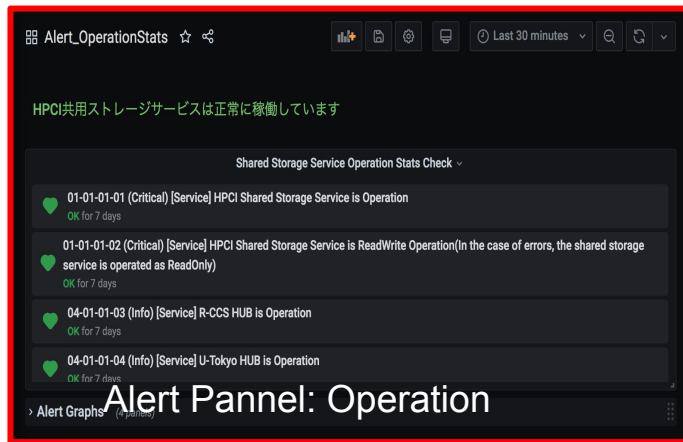 Alert_OperationStats
Last 30 minutes
HPCI共用ストレージサービスは正常に稼働しています
Shared Storage Service Operation Stats Check
01-01-01-01 (Critical) [Service] HPCI Shared Storage Service is Operation
OK for 7 days
01-01-01-02 (Critical) [Service] HPCI Shared Storage Service is ReadWrite Operation(In the case of errors, the shared storage
service is operated as ReadOnly)
OK for 7 days
04-01-01-03 (Info) [Service] R-CCS HUB is Operation
OK for 7 days
04-01-01-04 (Info) [Service] U-Tokyo HUB is Operation
OK for 7 days
Alert Pannel: Operation
Alert Graphs (4 panels)